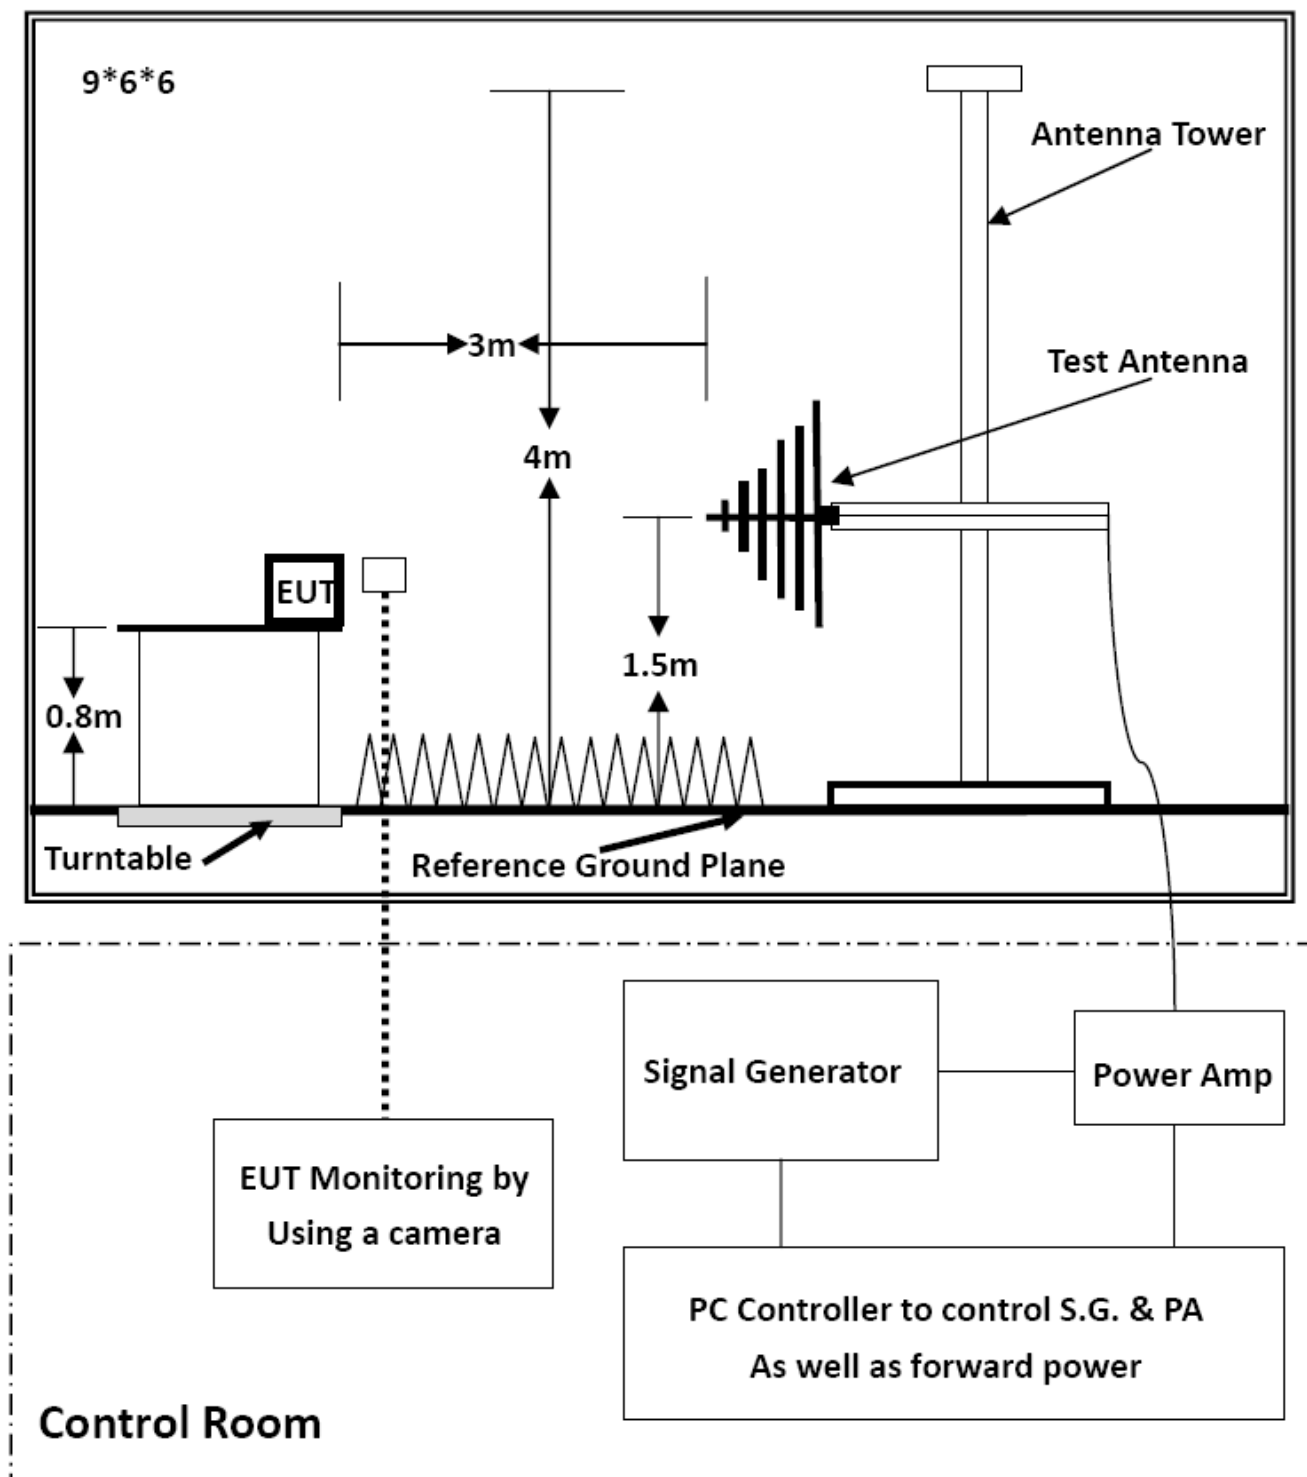 9*6*6
Antenna Tower
3m
Test Antenna
4m
EUT
1.5m
0.8m
Turntable
Reference Ground Plane
Signal Generator
Power Amp
EUT Monitoring by
Using a camera
PC Controller to control S.G. & PA
As well as forward power
Control Room